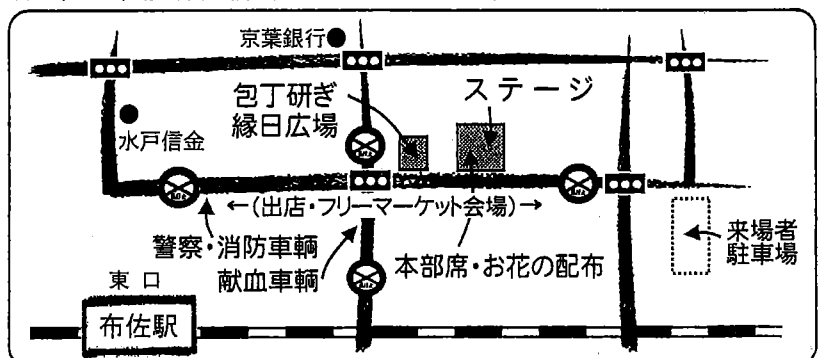 京葉銀行
包丁研ぎ
縁日広場
ステージ
水戸信金
←(出店・フリーマーケット会場)→
警察・消防車輌
献血車輌
本部席・お花の配布
来場者
駐車場
東口
布佐駅